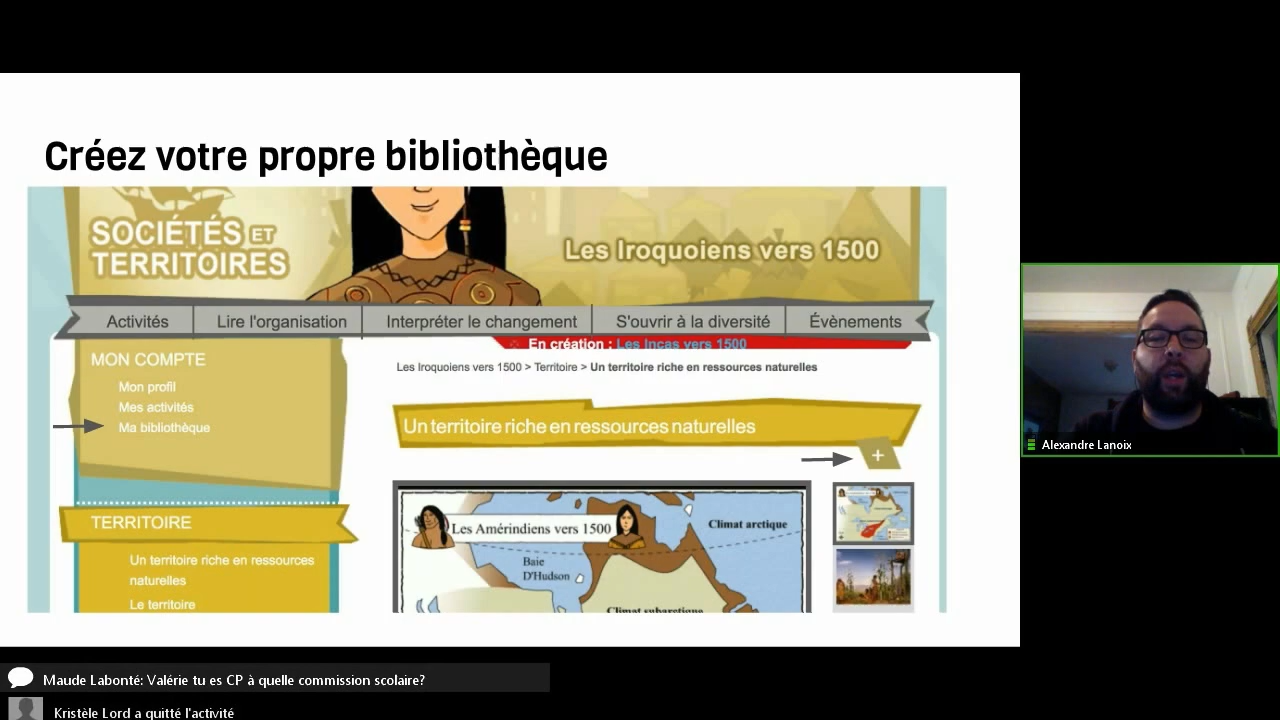 Créez votre propre bibliothèque
SOCIÉTÉS ET
TERRITOIRES
Les Iroquoiens vers 1500
Activités
Lire l'organisation
Interpréter le changement
S'ouvrir à la diversité
Évènements
MON COMPTE
Mon profil
Mes activités
Ma bibliothèque
TERRITOIRE
Un territoire riche en ressources
naturelles
Le territoire
En création : Les Incas vers 1500
Les Iroquoiens vers 1500 > Territoire > Un territoire riche en ressources naturelles
Un territoire riche en ressources naturelles
+
Les Amérindiens vers 1500
Climat arctique
Baie
D'Hudson
Climat subarctique
Alexandre Lanoix
Maude Labonté: Valérie tu es CP à quelle commission scolaire?
Kristèle Lord a quitté l'activité